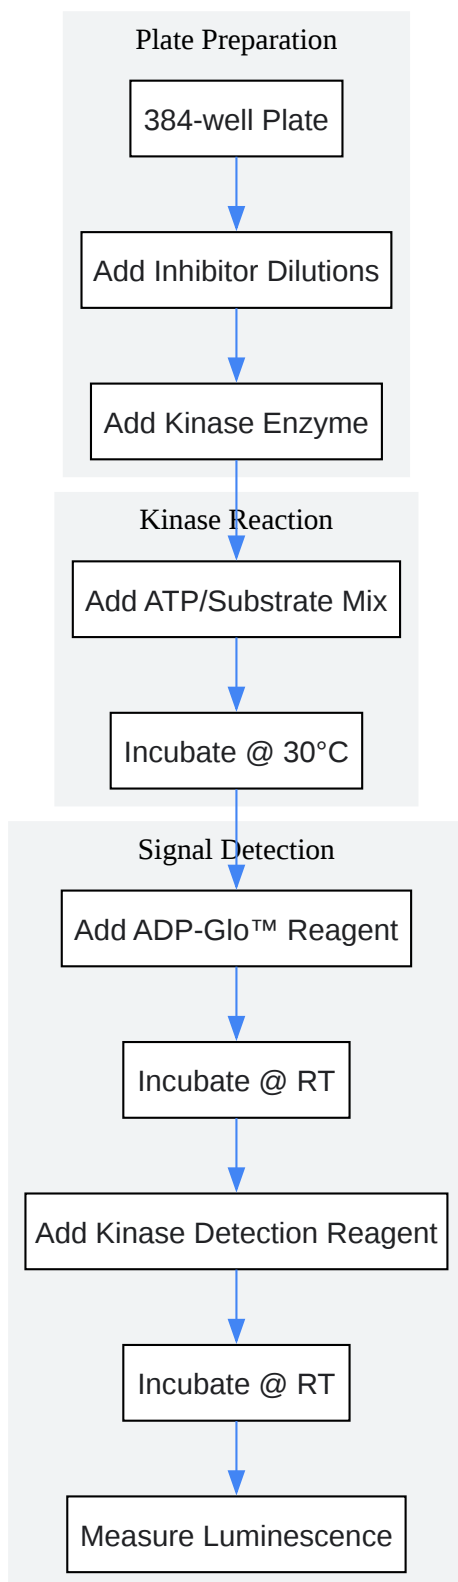 Plate Preparation
384-well Plate
Add Inhibitor Dilutions
Add Kinase Enzyme
Kinase Reaction
Add ATP/Substrate Mix
Incubate @ 30°C
Signal Detection
Add ADP-Glo™ Reagent
Incubate @ RT
Add Kinase Detection Reagent
Incubate @ RT
Measure Luminescence